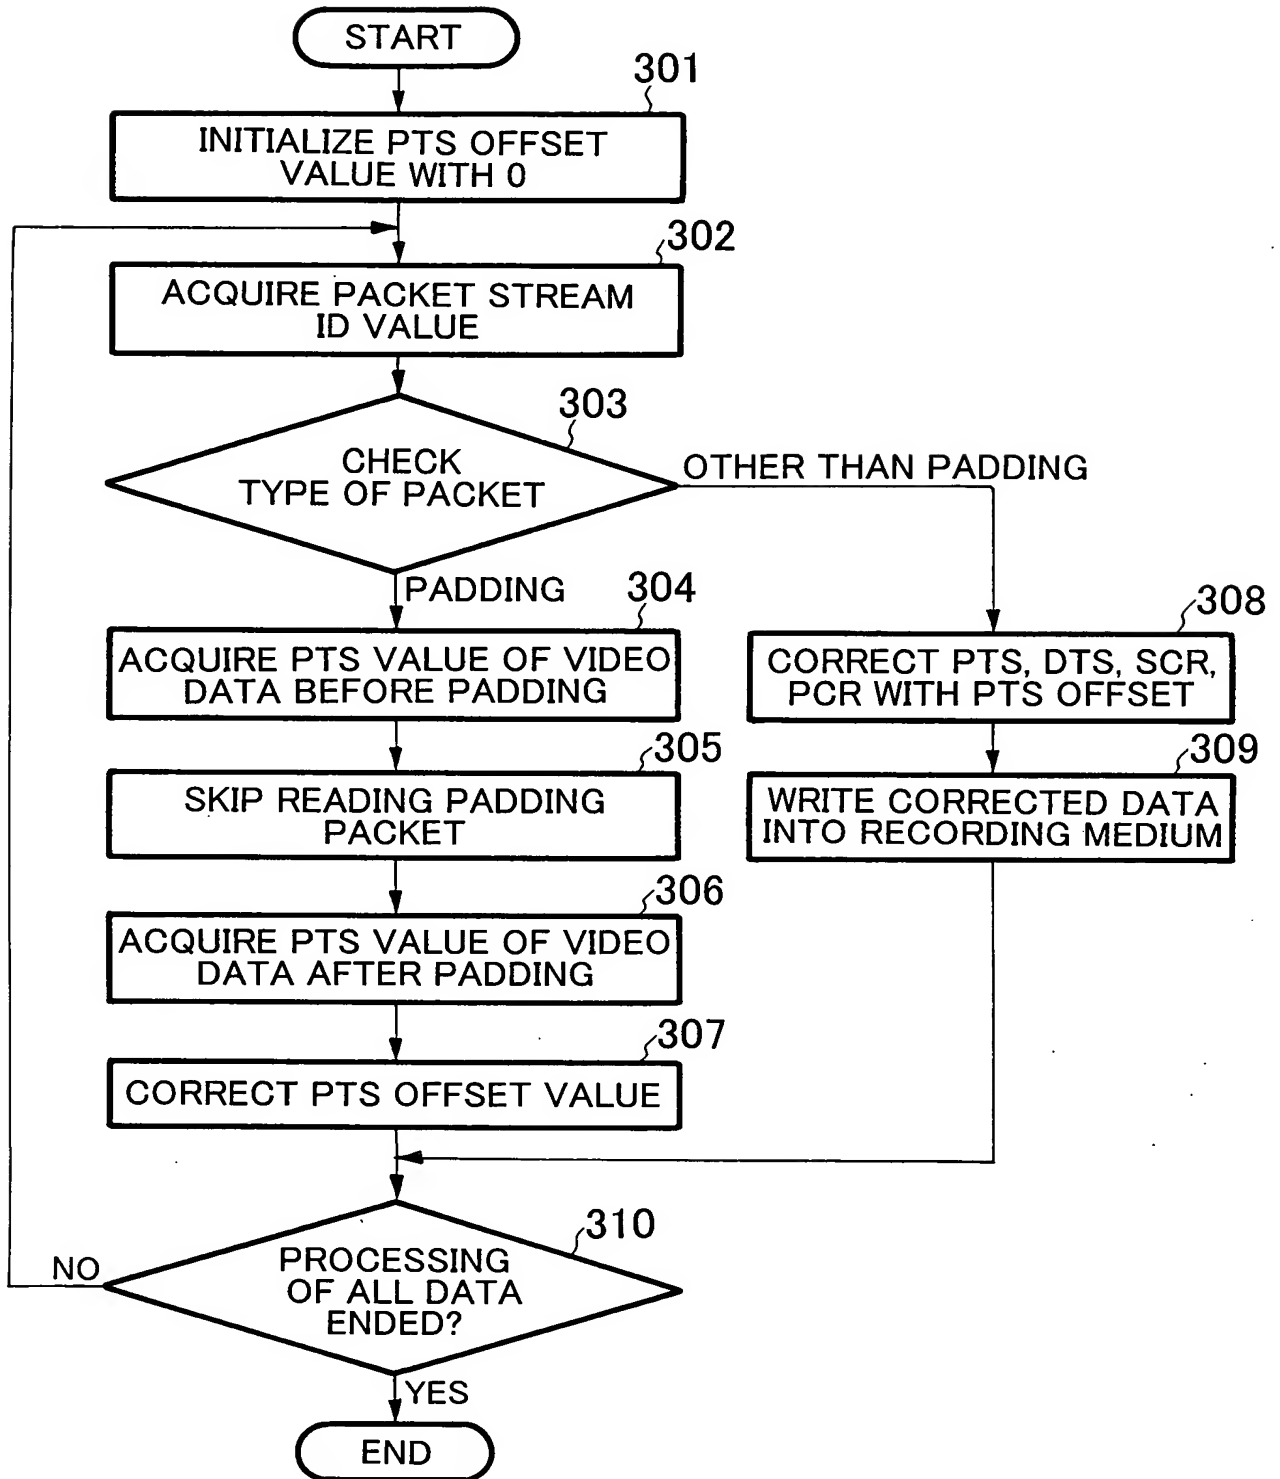 START
301
INITIALIZE PTS OFFSET
VALUE WITH 0
302
ACQUIRE PACKET STREAM
ID VALUE
303
CHECK
TYPE OF PACKET
OTHER THAN PADDING
PADDING
304
ACQUIRE PTS VALUE OF VIDEO
DATA BEFORE PADDING
308
CORRECT PTS, DTS, SCR,
PCR WITH PTS OFFSET
305
SKIP READING PADDING
PACKET
309
WRITE CORRECTED DATA
INTO RECORDING MEDIUM
306
ACQUIRE PTS VALUE OF VIDEO
DATA AFTER PADDING
307
CORRECT PTS OFFSET VALUE
310
PROCESSING
OF ALL DATA
ENDED?
NO
YES
END